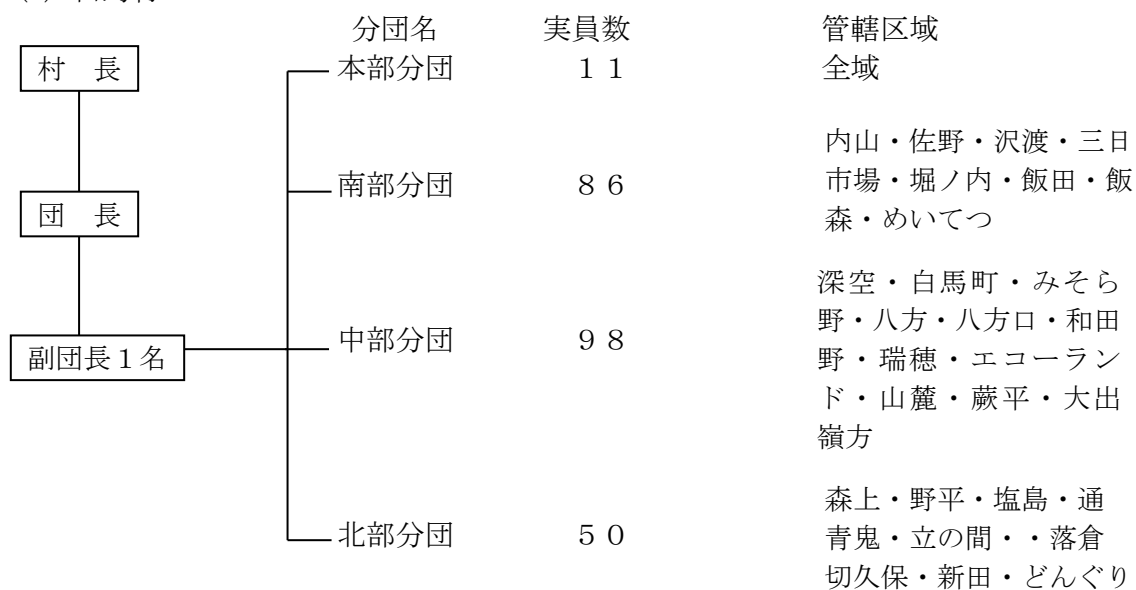 分団名 実員数 管轄区域
村 長
本部分団 11 全域
南部分団 86
内山・佐野・沢渡・三日
市場・堀ノ内・飯田・飯
森・めいてつ
団 長
副団長1名
中部分団 98
深空・白馬町・みそら
野・八方・八方口・和田
野・瑞穂・エコーラン
ド・山麓・蕨平・大出
嶺方
北部分団 50
森上・野平・塩島・通
青鬼・立の間・・落倉
切久保・新田・どんぐり